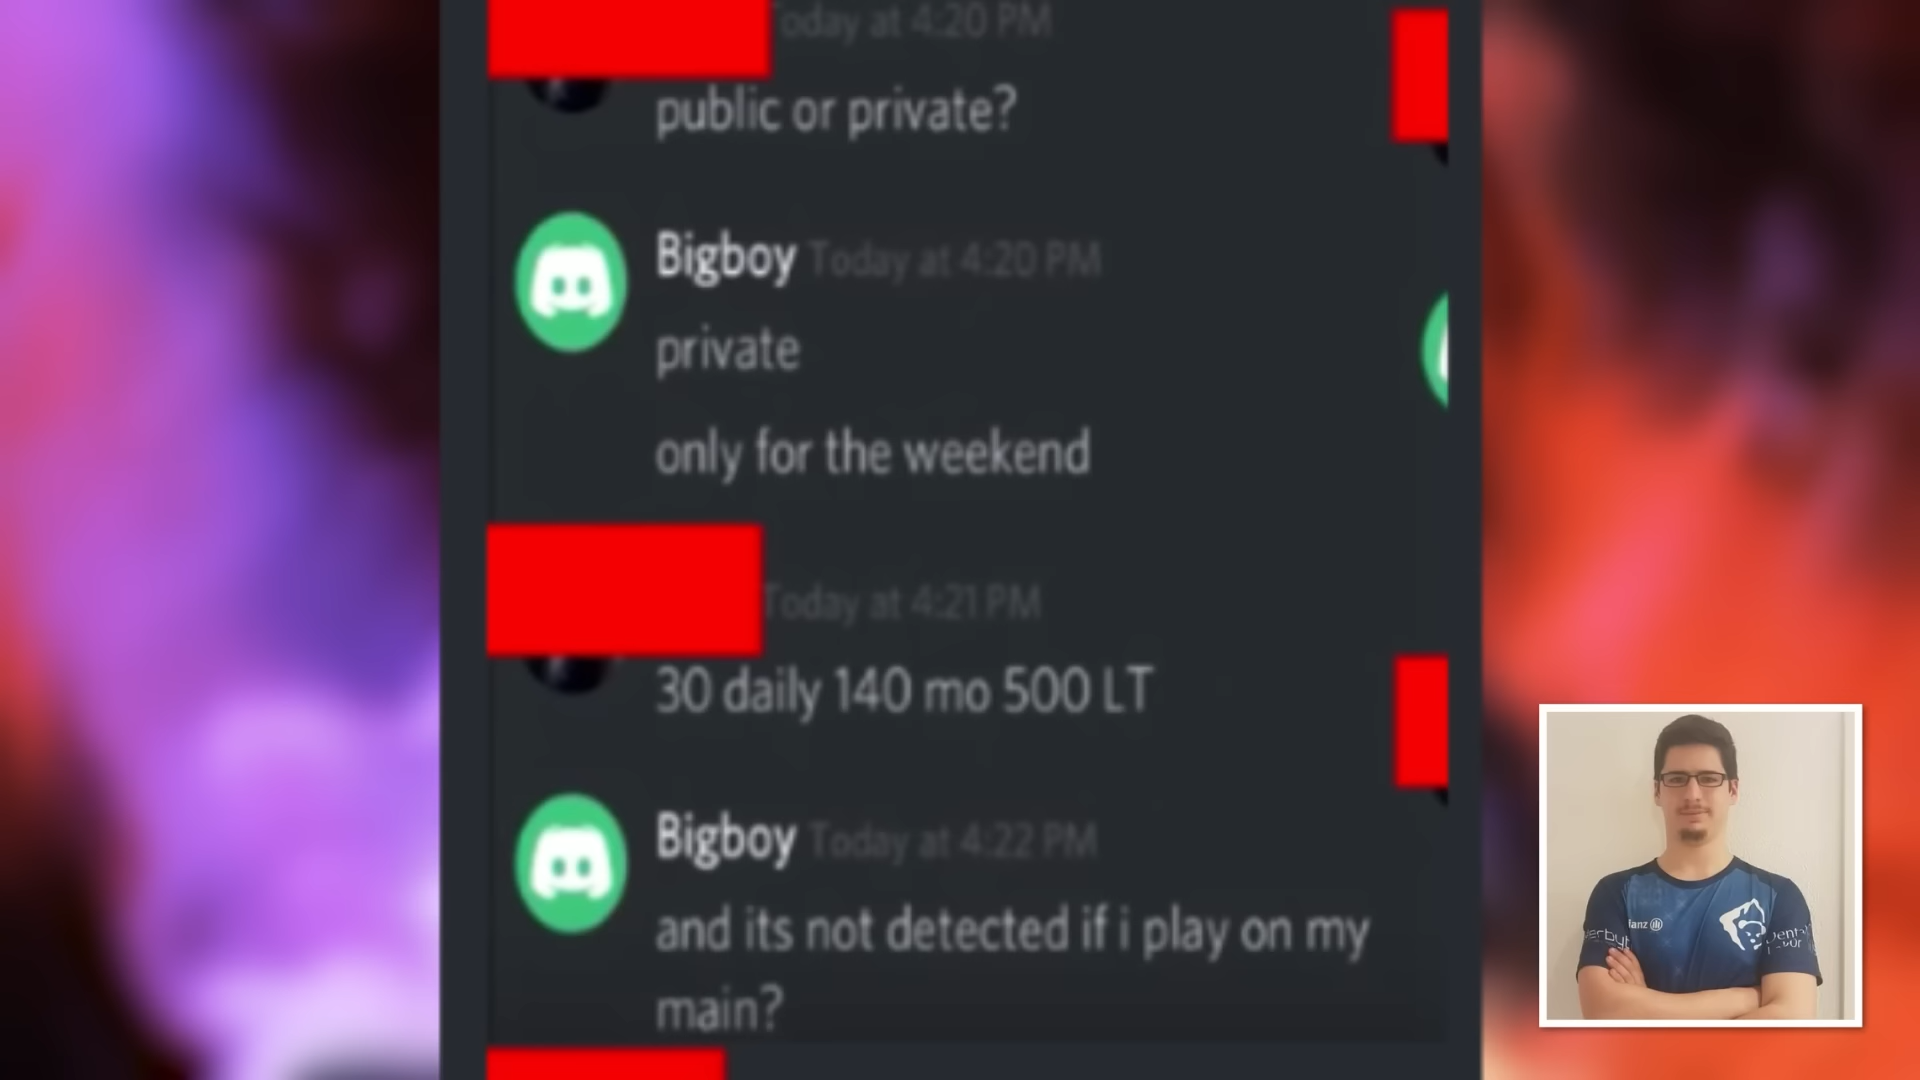 Today at 4:20 PM
public or private?
Bigboy Today at 4:20 PM
private
only for the weekend
Today at 4:21 PM
30 daily 140 mo 500 LT
Bigboy Today at 4:22 PM
and its not detected if i play on my
main?